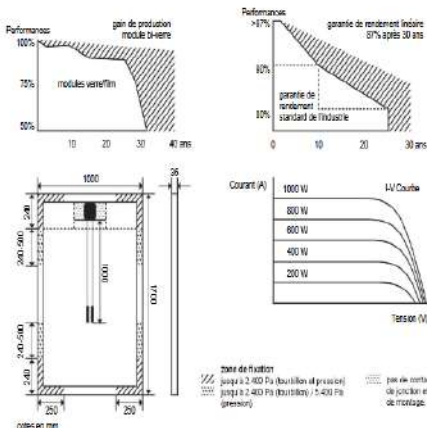 Performances
gain de production
module bi-verre
100%
75%
50%
modules verre/film
0
10
20
30
40 ans
Performances
>87%
90%
80%
garantie de rendement linéaire
87% après 30 ans
garantie de
rendement
standard de l'industrie
0
10
20
30 ans
1000
35
240
240-500
240-500
240
1000
1700
250
250
cotes en mm
Courant (A)
I-V Courbe
1000 W
800 W
600 W
400 W
200 W
Tension (V)
zone de fixation
jusqu'à 2.400 Pa (tourbillon et pression)
jusqu'à 2.400 Pa (tourbillon) / 5.400 Pa
(pression)
de jonction et
de montage.